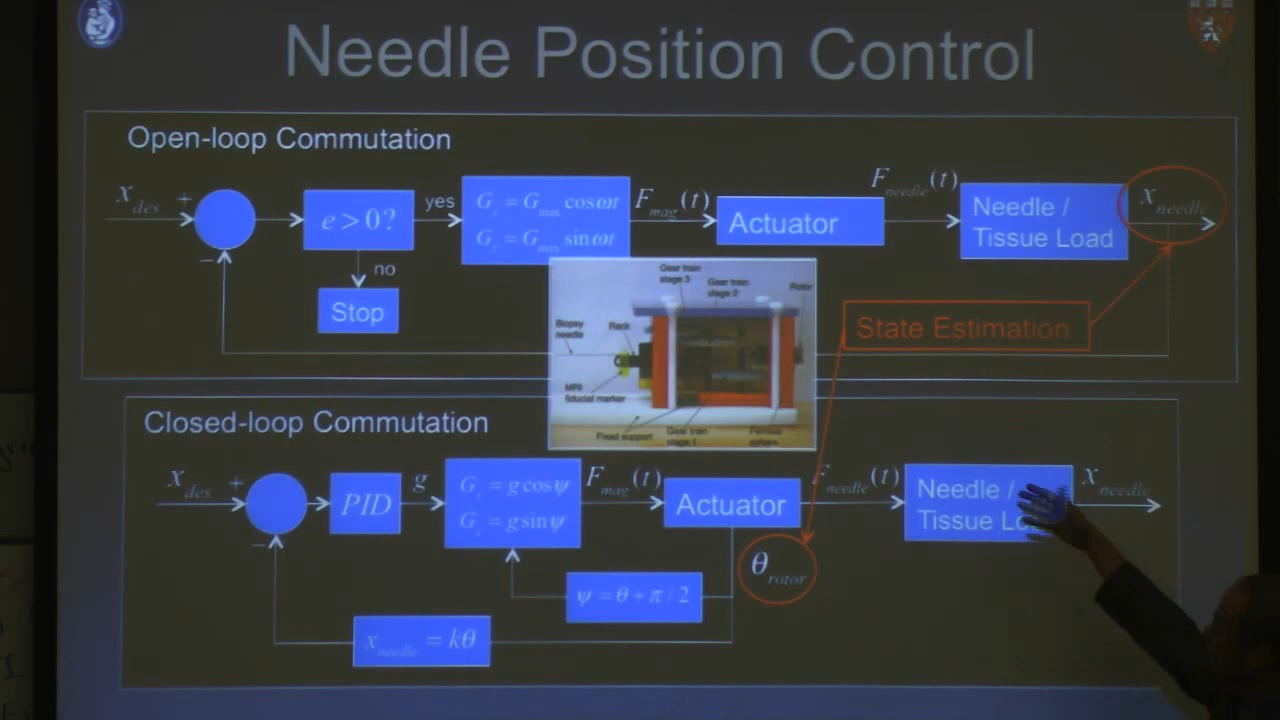 Needle Position Control
Open-loop Commutation
x_des
+
−
e > 0?
yes
no
Stop
G_z = G_max cos ωt
G_x = G_max sin ωt
F_mag(t)
Actuator
F_needle(t)
Needle /
Tissue Load
x_needle
State Estimation
Gear train
stage 3
Gear train
stage 2
Rotor
Biopsy
needle
Rack
MRI
fiducial marker
Fixed support
Gear train
stage 1
Ferrous
sphere
Closed-loop Commutation
x_des
+
−
PID
g
= g cos ψ
= g sin ψ
F_mag(t)
Actuator
F_needle(t)
Needle /
Tissue
x_needle
θ_rotor
ψ = θ + π / 2
x_needle = kθ